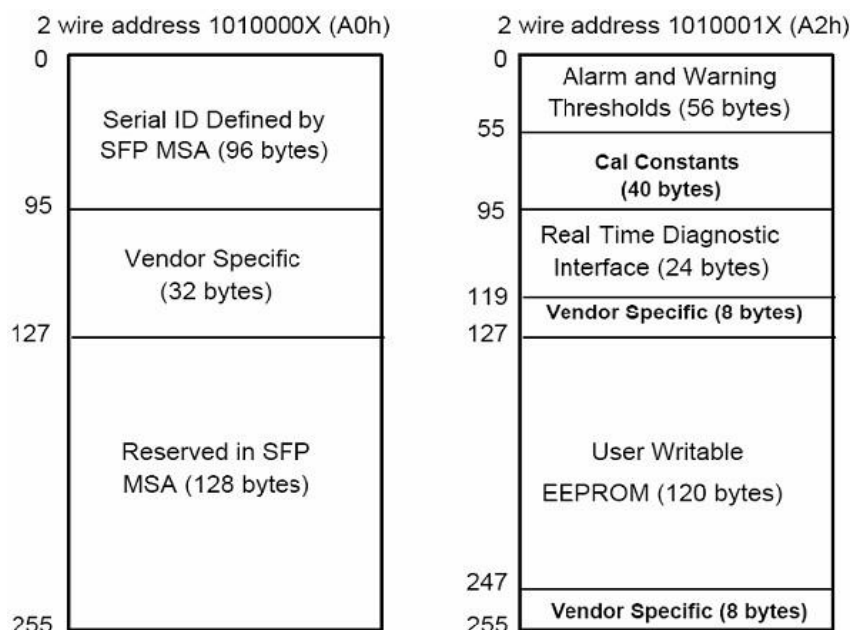 2 wire address 1010000X (A0h)
0
Serial ID Defined by
SFP MSA (96 bytes)
95
Vendor Specific
(32 bytes)
127
Reserved in SFP
MSA (128 bytes)
255
2 wire address 1010001X (A2h)
0
Alarm and Warning
Thresholds (56 bytes)
55
Cal Constants
(40 bytes)
95
Real Time Diagnostic
Interface (24 bytes)
119
Vendor Specific (8 bytes)
127
User Writable
EEPROM (120 bytes)
247
Vendor Specific (8 bytes)
255